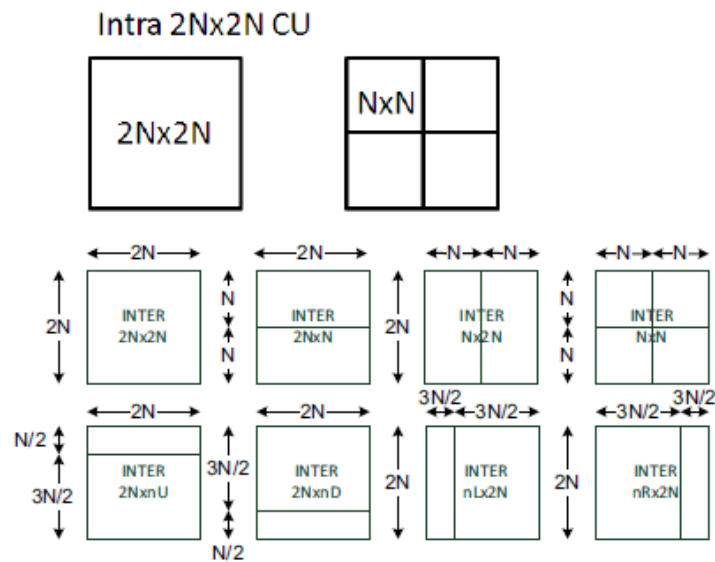 Intra 2Nx2N CU
2Nx2N
NxN
2N
2N
N
N
N
N
2N
INTER
2Nx2N
N
N
INTER
2NxN
2N
INTER
Nx2N
N
N
INTER
NxN
2N
2N
3N/2
3N/2
3N/2
3N/2
N/2
3N/2
INTER
2NxnU
3N/2
N/2
INTER
2NxnD
2N
INTER
nLx2N
2N
INTER
nRx2N